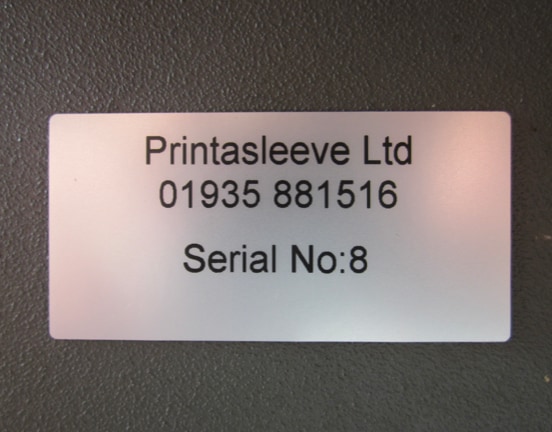 Printasleeve Ltd
01935 881516
Serial No:8